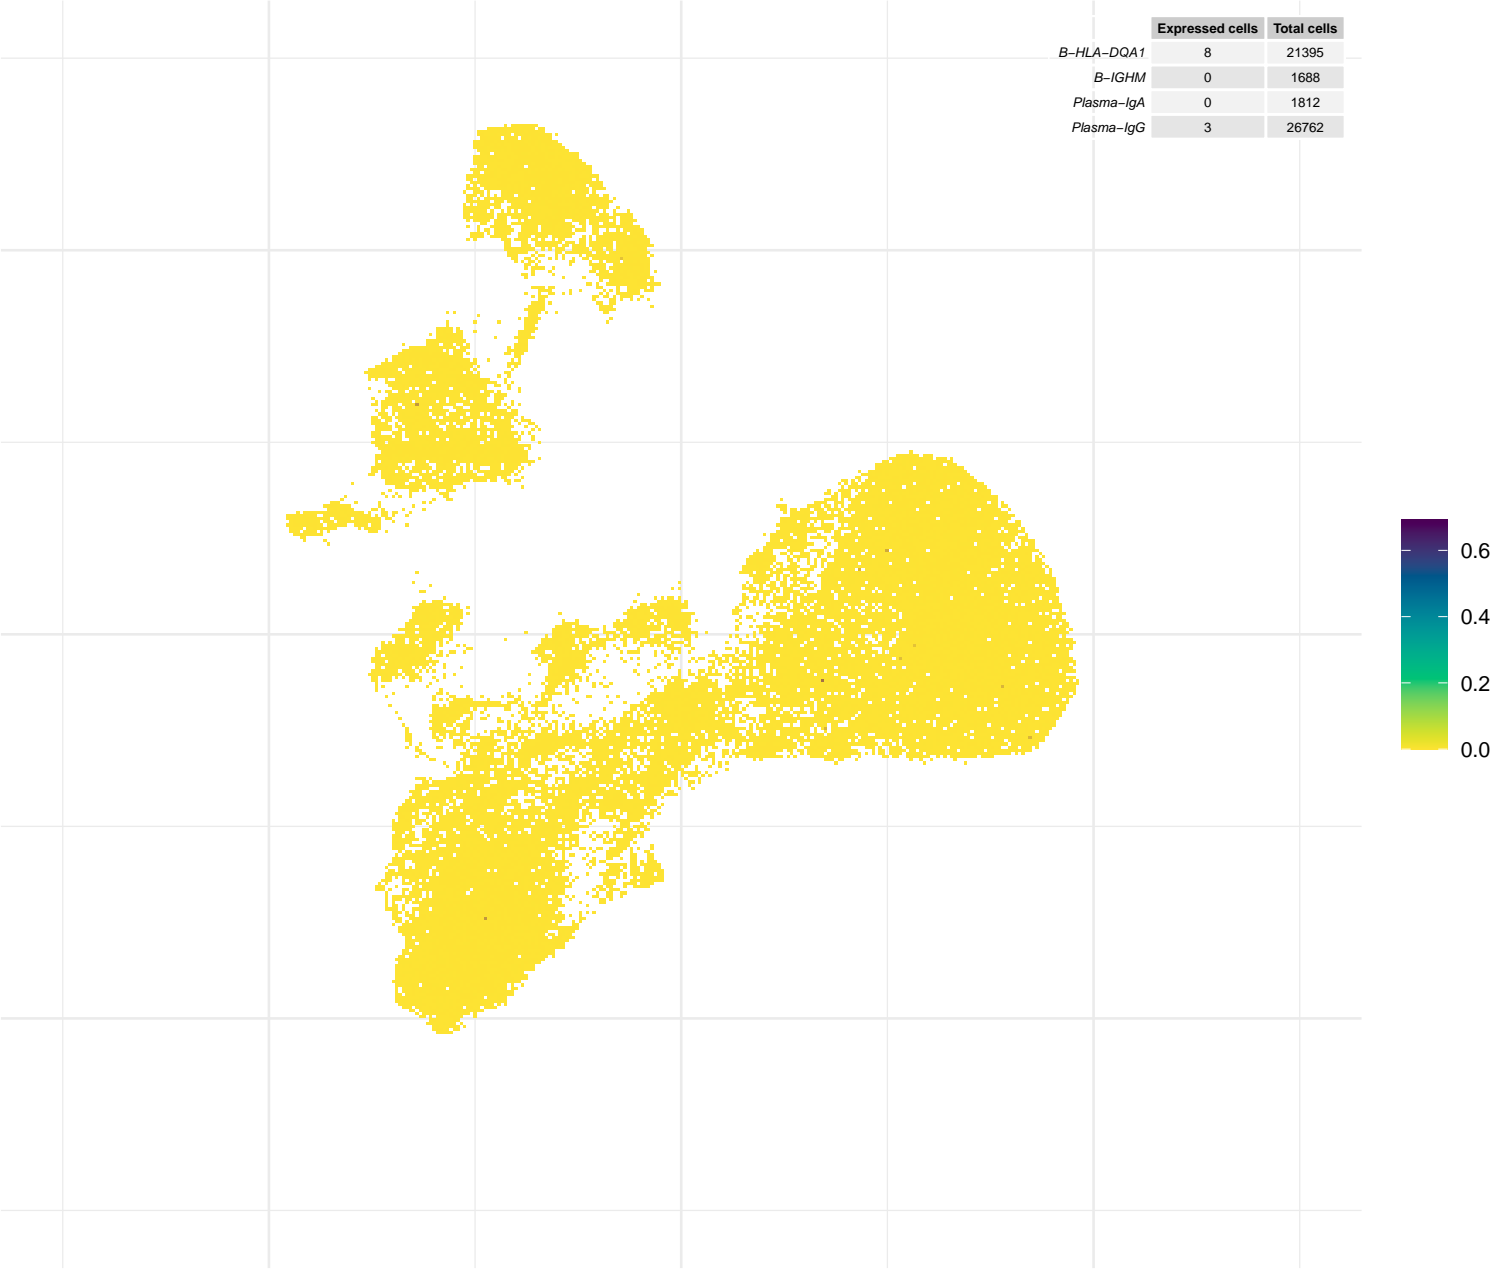 Expressed cells Total cells
B−HLA−DQA1 8 21395
B−IGHM 0 1688
Plasma−IgA 0 1812
Plasma−IgG 3 26762
0.6
0.4
0.2
0.0